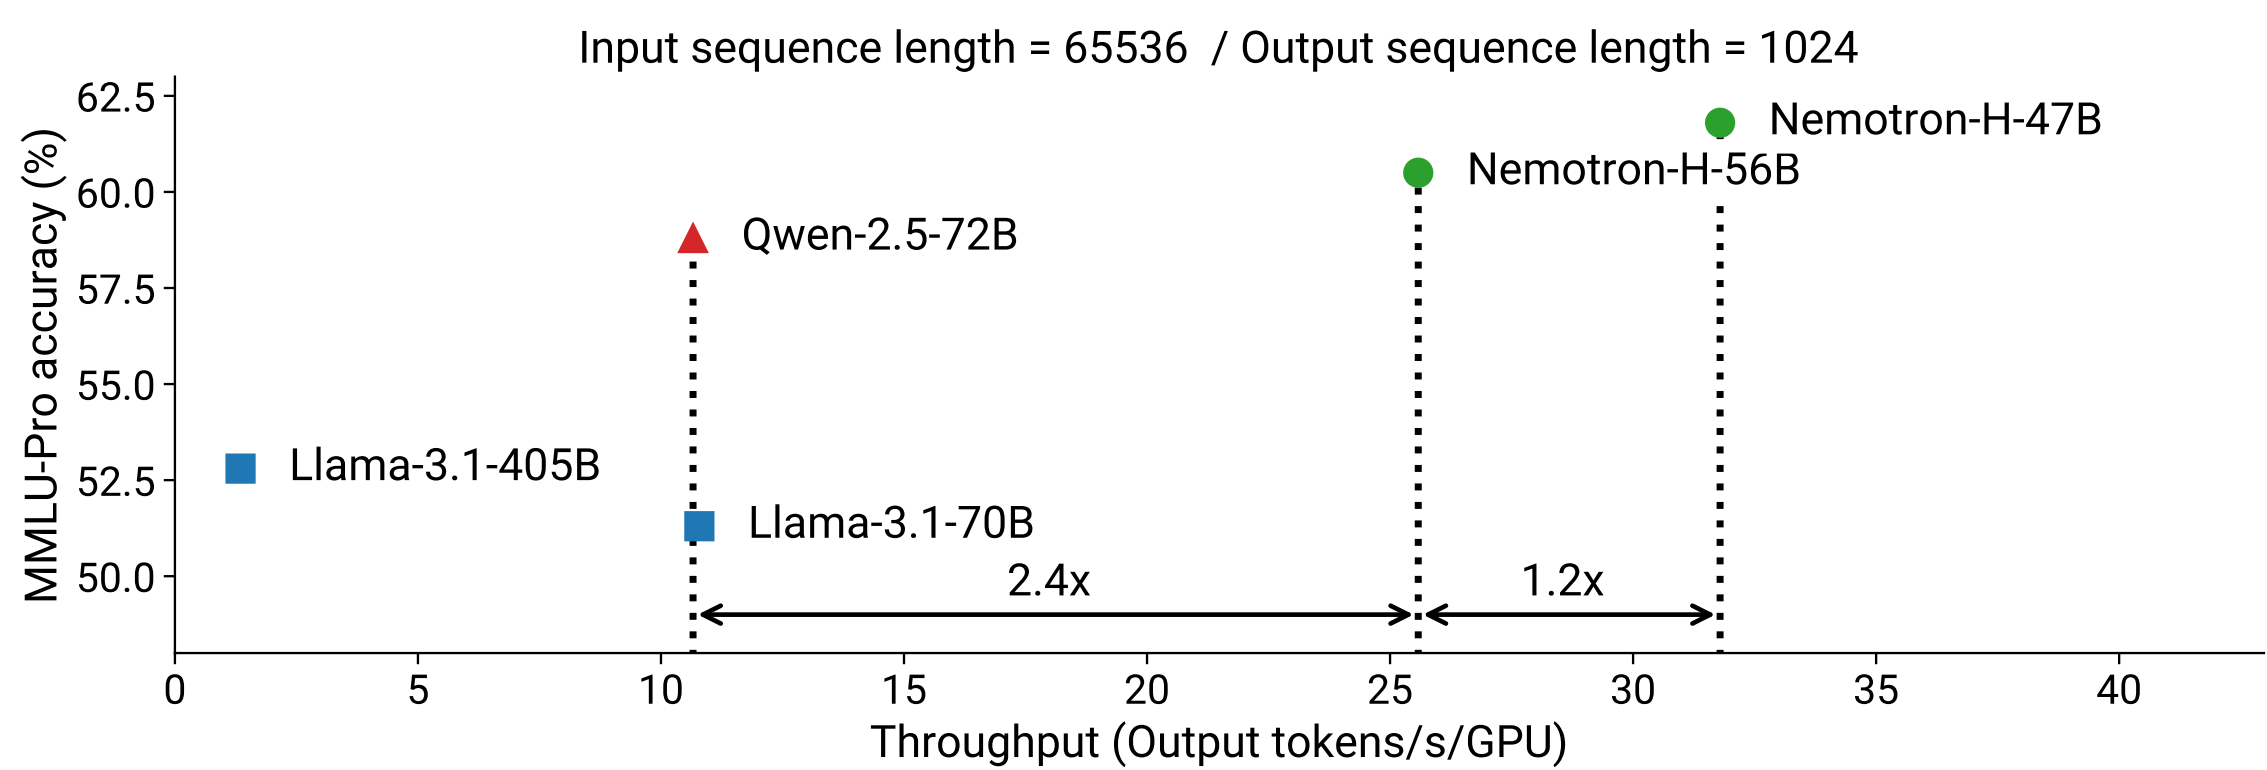 Input sequence length = 65536 / Output sequence length = 1024
MMLU-Pro accuracy (%)
62.5
60.0
57.5
55.0
52.5
50.0
Nemotron-H-47B
Nemotron-H-56B
Qwen-2.5-72B
Llama-3.1-405B
Llama-3.1-70B
2.4x
1.2x
0 5 10 15 20 25 30 35 40
Throughput (Output tokens/s/GPU)